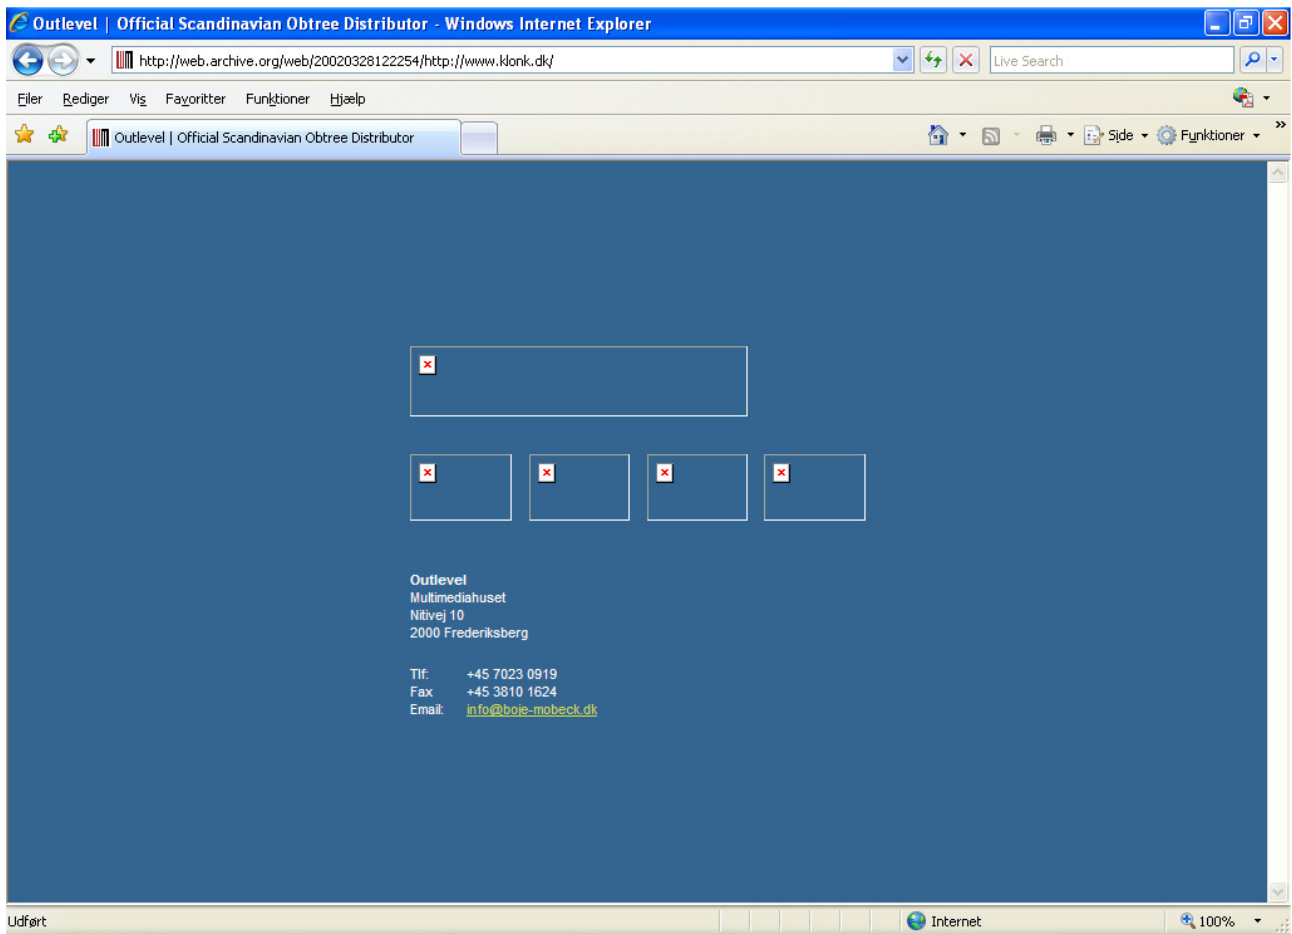 Outlevel | Official Scandinavian Obtree Distributor - Windows Internet Explorer
http://web.archive.org/web/20020328122254/http://www.klonk.dk/
Live Search
Filer Rediger Vis Favoritter Funktioner Hjælp
Outlevel | Official Scandinavian Obtree Distributor
Side Funktioner »
Outlevel
Multimediahuset
Nitivej 10
2000 Frederiksberg
Tlf: +45 7023 0919
Fax +45 3810 1624
Email: info@boje-mobeck.dk
Udført Internet 100%